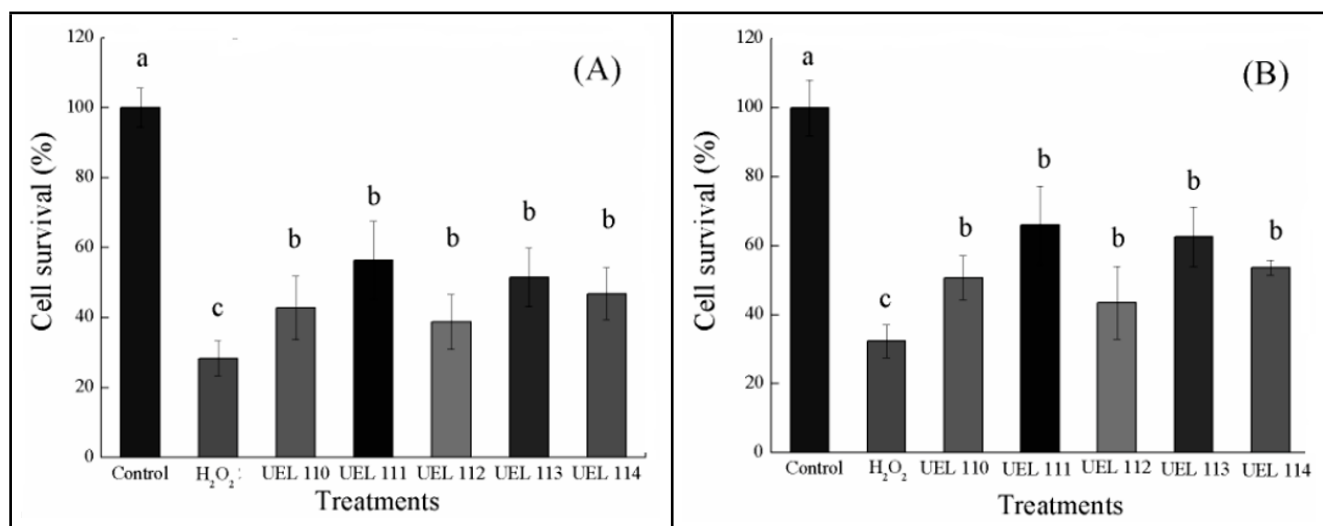 (A)
Cell survival (%)
120
100
80
60
40
20
0
a
c
b
b
b
b
b
Control
H₂O₂
UEL 110
UEL 111
UEL 112
UEL 113
UEL 114
Treatments
(B)
Cell survival (%)
120
100
80
60
40
20
0
a
c
b
b
b
b
b
Control
H₂O₂
UEL 110
UEL 111
UEL 112
UEL 113
UEL 114
Treatments